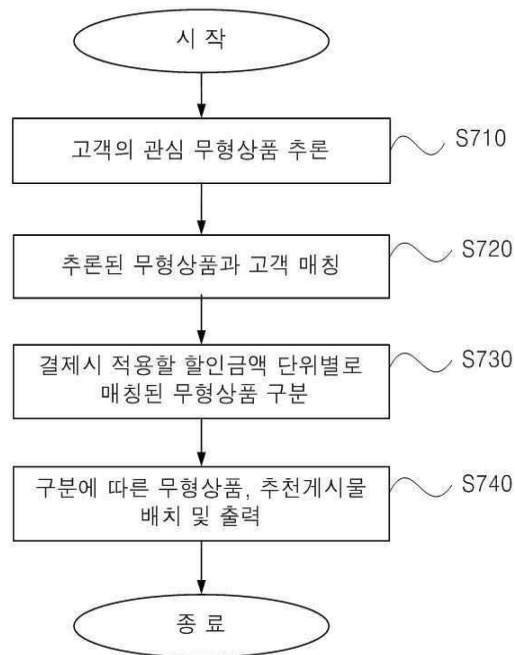 시 작
고객의 관심 무형상품 추론
S710
추론된 무형상품과 고객 매칭
S720
결제시 적용할 할인금액 단위별로
매칭된 무형상품 구분
S730
구분에 따른 무형상품, 추천게시물
배치 및 출력
S740
종 료